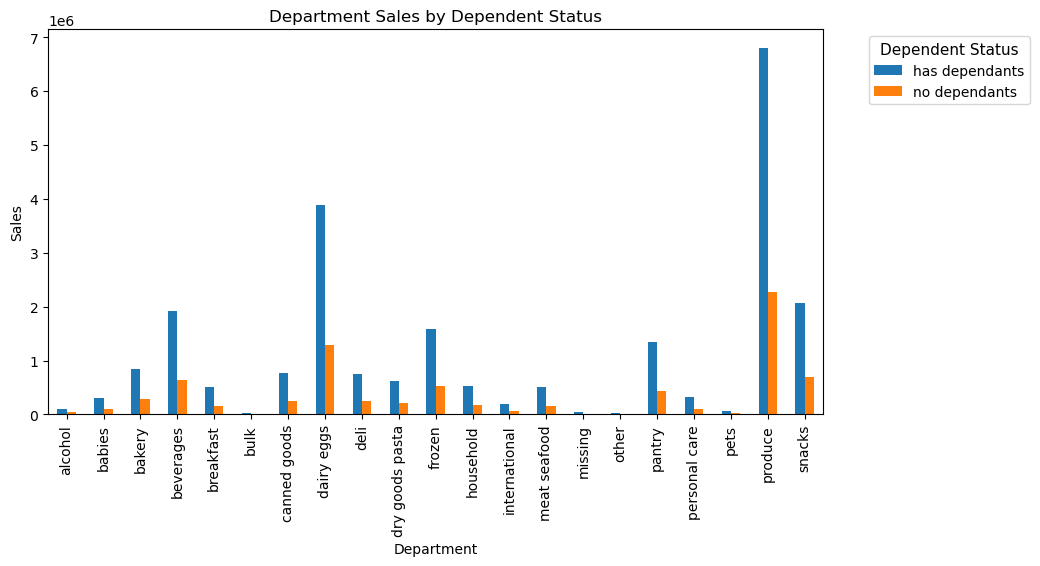 Department Sales by Dependent Status
1e6
7
6
5
4
3
2
1
0
Sales
alcohol
babies
bakery
beverages
breakfast
bulk
canned goods
dairy eggs
deli
dry goods pasta
frozen
household
international
meat seafood
missing
other
pantry
personal care
pets
produce
snacks
Department
Dependent Status
has dependants
no dependants